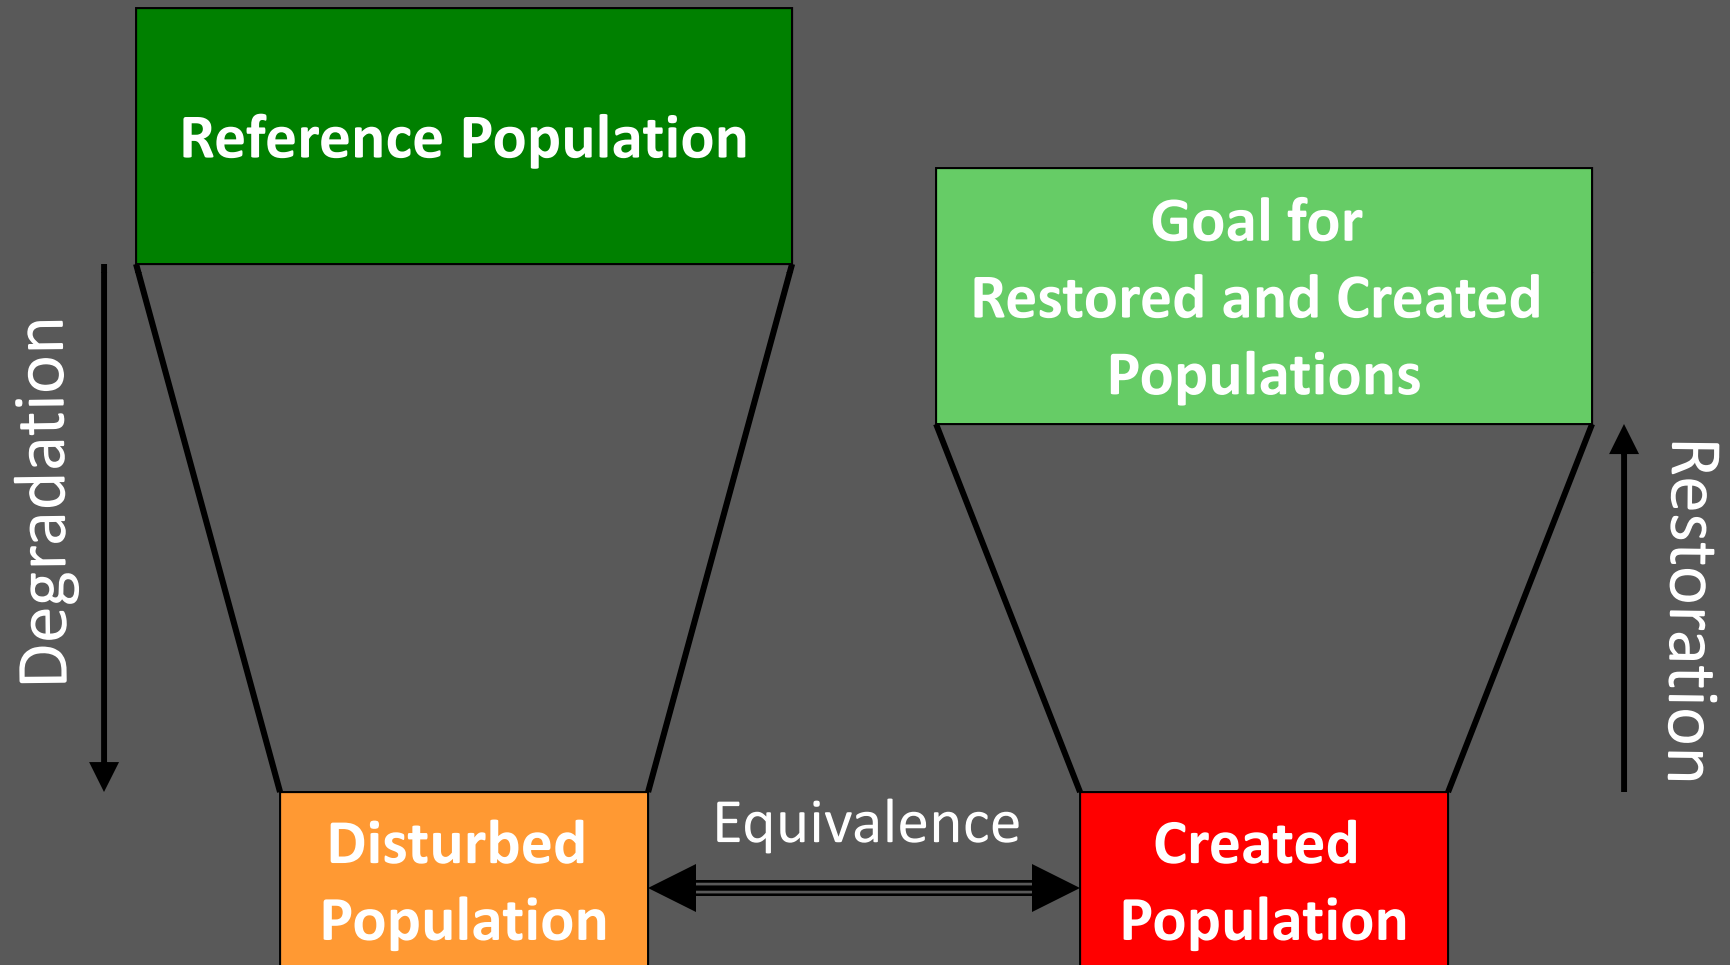 Reference Population
Goal for
Restored and Created
Populations
Degradation
Restoration
Equivalence
Disturbed
Population
Created
Population